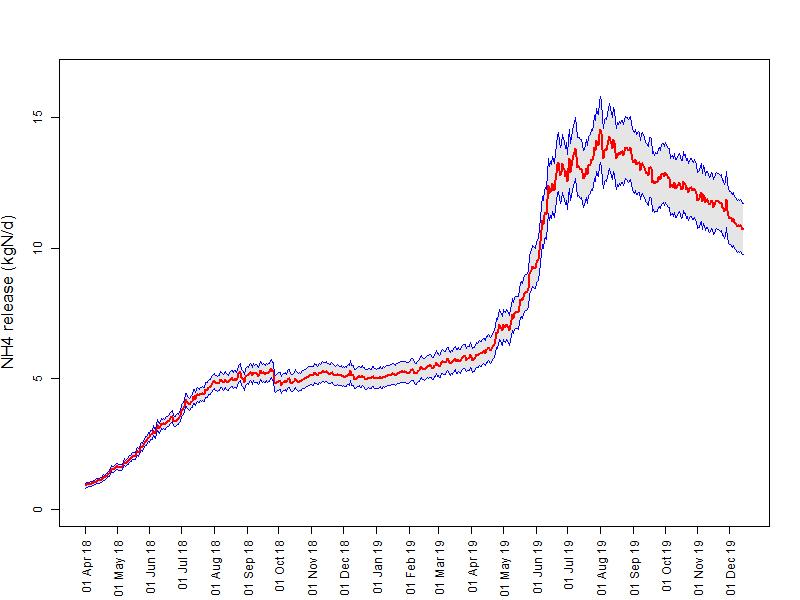 NH4 release (kgN/d)
15
10
5
0
01 Apr 18
01 May 18
01 Jun 18
01 Jul 18
01 Aug 18
01 Sep 18
01 Oct 18
01 Nov 18
01 Dec 18
01 Jan 19
01 Feb 19
01 Mar 19
01 Apr 19
01 May 19
01 Jun 19
01 Jul 19
01 Aug 19
01 Sep 19
01 Oct 19
01 Nov 19
01 Dec 19